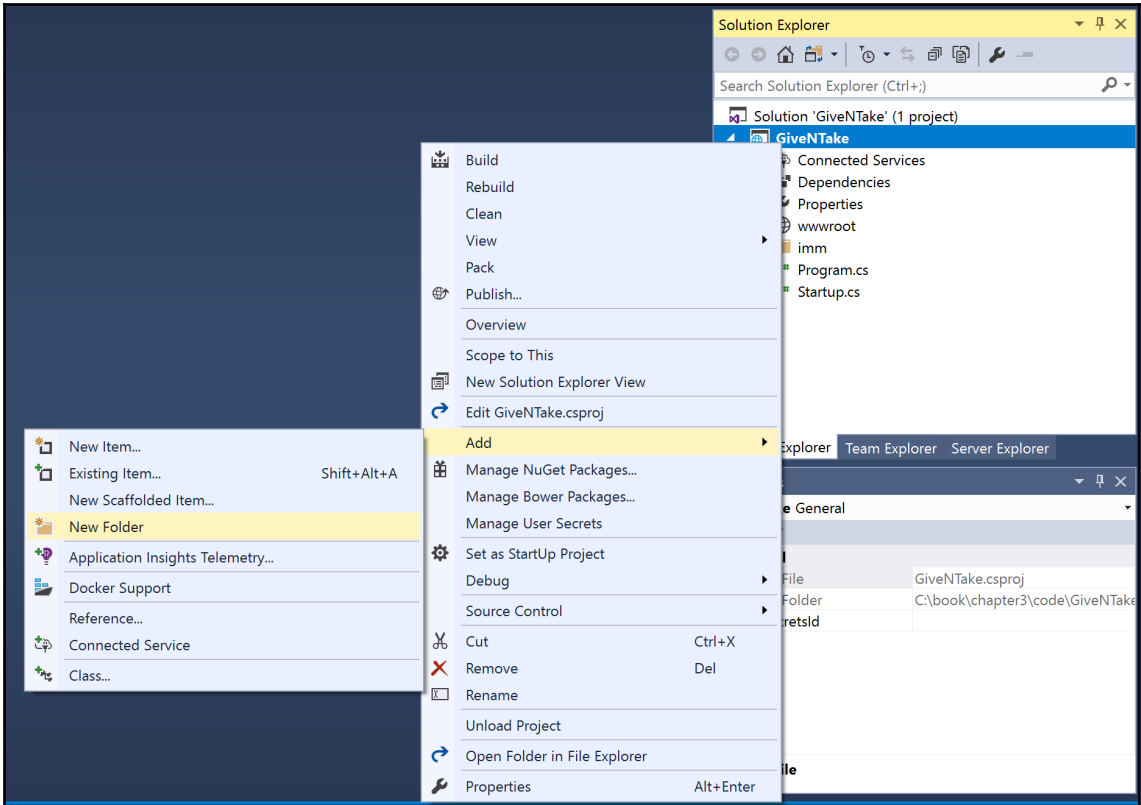 Solution Explorer
Search Solution Explorer (Ctrl+;)
Solution 'GiveNTake' (1 project)
GiveNTake
Connected Services
Dependencies
Properties
wwwroot
imm
Program.cs
Startup.cs
Build
Rebuild
Clean
View
Pack
Publish...
Overview
Scope to This
New Solution Explorer View
Edit GiveNTake.csproj
Add
Manage NuGet Packages...
Manage Bower Packages...
Manage User Secrets
Set as StartUp Project
Debug
Source Control
Cut Ctrl+X
Remove Del
Rename
Unload Project
Open Folder in File Explorer
Properties Alt+Enter
New Item...
Existing Item... Shift+Alt+A
New Scaffolded Item...
New Folder
Application Insights Telemetry...
Docker Support
Reference...
Connected Service
Class...
Explorer Team Explorer Server Explorer
e General
File GiveNTake.csproj
Folder C:\book\chapter3\code\GiveNTake
retsId
ile